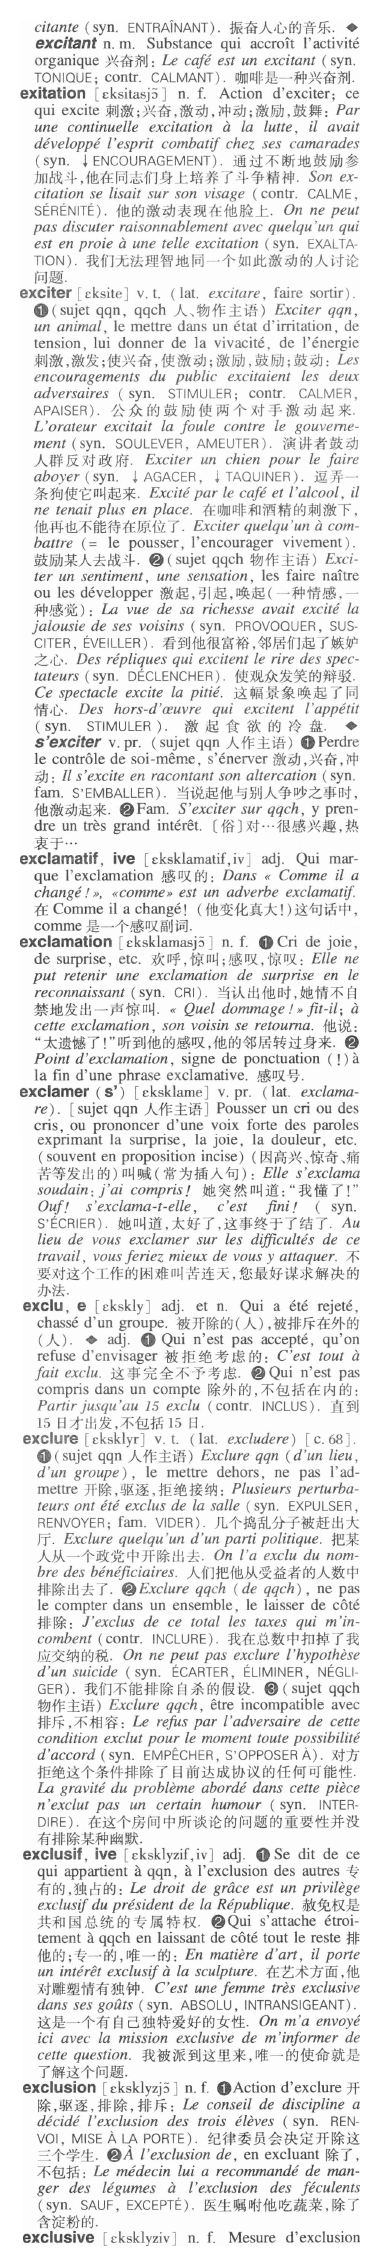 citante (syn. ENTRAÎNANT). 振奋人心的音乐. ◆
excitant n. m. Substance qui accroît l'activité
organique 兴奋剂: Le café est un excitant (syn.
TONIQUE; contr. CALMANT). 咖啡是一种兴奋剂.
exitation [ɛksitasjɔ̃] n. f. Action d'exciter; ce
qui excite 刺激;兴奋,激动,冲动;激励,鼓舞: Par
une continuelle excitation à la lutte, il avait
développé l'esprit combatif chez ses camarades
(syn. ↓ ENCOURAGEMENT). 通过不断地鼓励参
加战斗,他在同志们身上培养了斗争精神. Son ex-
citation se lisait sur son visage (contr. CALME,
SÉRÉNITÉ). 他的激动表现在他脸上. On ne peut
pas discuter raisonnablement avec quelqu'un qui
est en proie à une telle excitation (syn. EXALTA-
TION). 我们无法理智地同一个如此激动的人讨论
问题.
exciter [ɛksite] v. t. (lat. excitare, faire sortir).
❶(sujet qqn, qqch 人、物作主语) Exciter qqn,
un animal, le mettre dans un état d'irritation, de
tension, lui donner de la vivacité, de l'énergie
刺激,激发;使兴奋,使激动;激励,鼓励;鼓动: Les
encouragements du public excitaient les deux
adversaires (syn. STIMULER; contr. CALMER,
APAISER). 公众的鼓励使两个对手激动起来.
L'orateur excitait la foule contre le gouverne-
ment (syn. SOULEVER, AMEUTER). 演讲者鼓动
人群反对政府. Exciter un chien pour le faire
aboyer (syn. ↓ AGACER, ↓ TAQUINER). 逗弄一
条狗使它叫起来. Excité par le café et l'alcool, il
ne tenait plus en place. 在咖啡和酒精的刺激下,
他再也不能待在原位了. Exciter quelqu'un à com-
battre (= le pousser, l'encourager vivement).
鼓励某人去战斗. ❷(sujet qqch 物作主语) Exci-
ter un sentiment, une sensation, les faire naître
ou les développer 激起,引起,唤起(一种情感,一
种感觉): La vue de sa richesse avait excité la
jalousie de ses voisins (syn. PROVOQUER, SUS-
CITER, ÉVEILLER). 看到他很富裕,邻居们起了嫉妒
之心. Des répliques qui excitent le rire des spec-
tateurs (syn. DÉCLENCHER). 使观众发笑的辩驳.
Ce spectacle excite la pitié. 这幅景象唤起了同
情心. Des hors-d'œuvre qui excitent l'appétit
(syn. STIMULER). 激起食欲的冷盘. ◆
s'exciter v. pr. (sujet qqn 人作主语) ❶Perdre
le contrôle de soi-même, s'énerver 激动,兴奋,冲
动: Il s'excite en racontant son altercation (syn.
fam. S'EMBALLER). 当说起他与别人争吵之事时,
他激动起来. ❷Fam. S'exciter sur qqch, y pren-
dre un très grand intérêt. [俗]对…很感兴趣,热
衷于…
exclamatif, ive [ɛksklamatif,iv] adj. Qui mar-
que l'exclamation 感叹的: Dans « Comme il a
changé!», «comme» est un adverbe exclamatif.
在 Comme il a changé! (他变化真大!)这句话中,
comme 是一个感叹副词.
exclamation [ɛksklamasjɔ̃] n. f. ❶Cri de joie,
de surprise, etc. 欢呼,惊叫;感叹,惊叹: Elle ne
put retenir une exclamation de surprise en le
reconnaissant (syn. CRI). 当认出他时,她情不自
禁地发出一声惊叫. « Quel dommage!» fit-il; à
cette exclamation, son voisin se retourna. 他说:
“太遗憾了!”听到他的感叹,他的邻居转过身来. ❷
Point d'exclamation, signe de ponctuation (!)à
la fin d'une phrase exclamative. 感叹号.
exclamer (s') [ɛksklame] v. pr. (lat. exclama-
re). [sujet qqn 人作主语] Pousser un cri ou des
cris, ou prononcer d'une voix forte des paroles
exprimant la surprise, la joie, la douleur, etc.
(souvent en proposition incise) (因高兴、惊奇、痛
苦等发出的)叫喊(常为插入句): Elle s'exclama
soudain: j'ai compris! 她突然叫道:“我懂了!”
Ouf! s'exclama-t-elle, c'est fini! (syn.
S'ÉCRIER). 她叫道,太好了,这事终于了结了. Au
lieu de vous exclamer sur les difficultés de ce
travail, vous feriez mieux de vous y attaquer. 不
要对这个工作的困难叫苦连天,您最好谋求解决的
办法.
exclu, e [ɛkskly] adj. et n. Qui a été rejeté,
chassé d'un groupe. 被开除的(人),被排斥在外的
(人). ◆ adj. ❶ Qui n'est pas accepté, qu'on
refuse d'envisager 被拒绝考虑的: C'est tout à
fait exclu. 这事完全不予考虑. ❷Qui n'est pas
compris dans un compte 除外的,不包括在内的:
Partir jusqu'au 15 exclu (contr. INCLUS). 直到
15 日才出发,不包括 15 日.
exclure [ɛksklyr] v. t. (lat. excludere) [c. 68].
❶(sujet qqn 人作主语) Exclure qqn (d'un lieu,
d'un groupe), le mettre dehors, ne pas l'ad-
mettre 开除,驱逐,拒绝接纳: Plusieurs perturba-
teurs ont été exclus de la salle (syn. EXPULSER,
RENVOYER; fam. VIDER). 几个捣乱分子被赶出大
厅. Exclure quelqu'un d'un parti politique. 把某
人从一个政党中开除出去. On l'a exclu du nom-
bre des bénéficiaires. 人们把他从受益者的人数中
排除出去了. ❷Exclure qqch (de qqch), ne pas
le compter dans un ensemble, le laisser de côté
排除: J'exclus de ce total les taxes qui m'in-
combent (contr. INCLURE). 我在总数中扣掉了我
应交纳的税. On ne peut pas exclure l'hypothèse
d'un suicide (syn. ÉCARTER, ÉLIMINER, NÉGLI-
GER). 我们不能排除自杀的假设. ❸(sujet qqch
物作主语) Exclure qqch, être incompatible avec
排斥,不相容: Le refus par l'adversaire de cette
condition exclut pour le moment toute possibilité
d'accord (syn. EMPÊCHER, S'OPPOSER À). 对方
拒绝这个条件排除了目前达成协议的任何可能性.
La gravité du problème abordé dans cette pièce
n'exclut pas un certain humour (syn. INTER-
DIRE). 在这个房间中所谈论的问题的重要性并没
有排除某种幽默.
exclusif, ive [ɛksklyzif,iv] adj. ❶Se dit de ce
qui appartient à qqn, à l'exclusion des autres 专
有的,独占的: Le droit de grâce est un privilège
exclusif du président de la République. 赦免权是
共和国总统的专属特权. ❷Qui s'attache étroi-
tement à qqch en laissant de côté tout le reste 排
他的;专一的,唯一的: En matière d'art, il porte
un intérêt exclusif à la sculpture. 在艺术方面,他
对雕塑情有独钟. C'est une femme très exclusive
dans ses goûts (syn. ABSOLU, INTRANSIGEANT).
这是一个有自己独特爱好的女性. On m'a envoyé
ici avec la mission exclusive de m'informer de
cette question. 我被派到这里来,唯一的使命就是
了解这个问题.
exclusion [ɛksklyzjɔ̃] n. f. ❶Action d'exclure 开
除,驱逐,排除,排斥: Le conseil de discipline a
décidé l'exclusion des trois élèves (syn. REN-
VOI, MISE À LA PORTE). 纪律委员会决定开除这
三个学生. ❷À l'exclusion de, en excluant 除了,
不包括: Le médecin lui a recommandé de man-
ger des légumes à l'exclusion des féculents
(syn. SAUF, EXCEPTÉ). 医生嘱咐他吃蔬菜,除了
含淀粉的.
exclusive [ɛksklyziv] n. f. Mesure d'exclusion